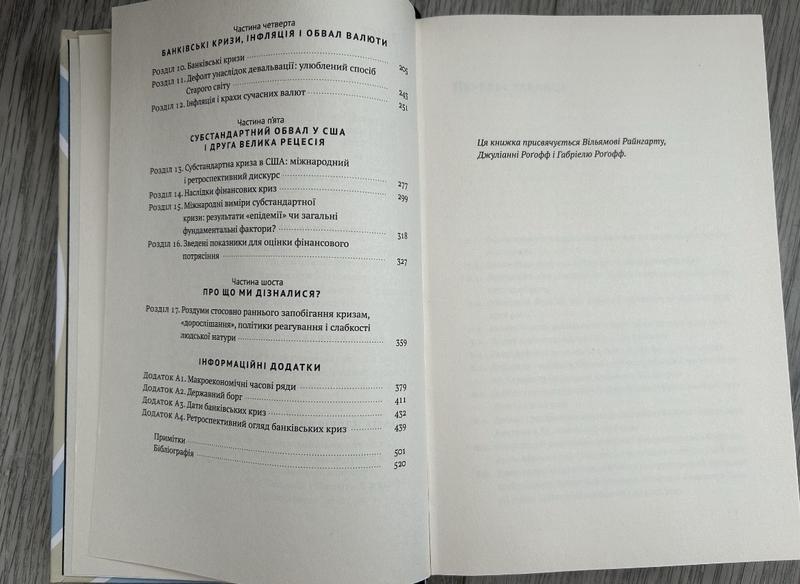 Частина четверта
БАНКІВСЬКІ КРИЗИ, ІНФЛЯЦІЯ І ОБВАЛ ВАЛЮТИ
Розділ 10. Банківські кризи 205
Розділ 11. Дефолт унаслідок девальвації: улюблений спосіб
Старого світу 243
Розділ 12. Інфляція і крахи сучасних валют 251
Частина п'ята
СУБСТАНДАРТНИЙ ОБВАЛ У США
І ДРУГА ВЕЛИКА РЕЦЕСІЯ
Розділ 13. Субстандартна криза в США: міжнародний
і ретроспективний дискурс 277
Розділ 14. Наслідки фінансових криз 299
Розділ 15. Міжнародні виміри субстандартної
кризи: результати «епідемії» чи загальні
фундаментальні фактори? 318
Розділ 16. Зведені показники для оцінки фінансового
потрясіння 327
Частина шоста
ПРО ЩО МИ ДІЗНАЛИСЯ?
Розділ 17. Роздуми стосовно раннього запобігання кризам,
«дорослішання», політики реагування і слабкості
людської натури 359
ІНФОРМАЦІЙНІ ДОДАТКИ
Додаток А1. Макроекономічні часові ряди 379
Додаток А2. Державний борг 411
Додаток А3. Дати банківських криз 432
Додаток А4. Ретроспективний огляд банківських криз 439
Примітки 501
Бібліографія 520
Ця книжка присвячується Вільямові Райнгарту,
Джуліанні Роґофф і Ґабріелю Роґофф.